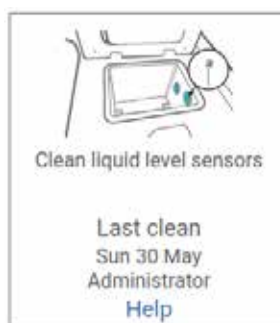 Clean liquid level sensors
Last clean
Sun 30 May
Administrator
Help